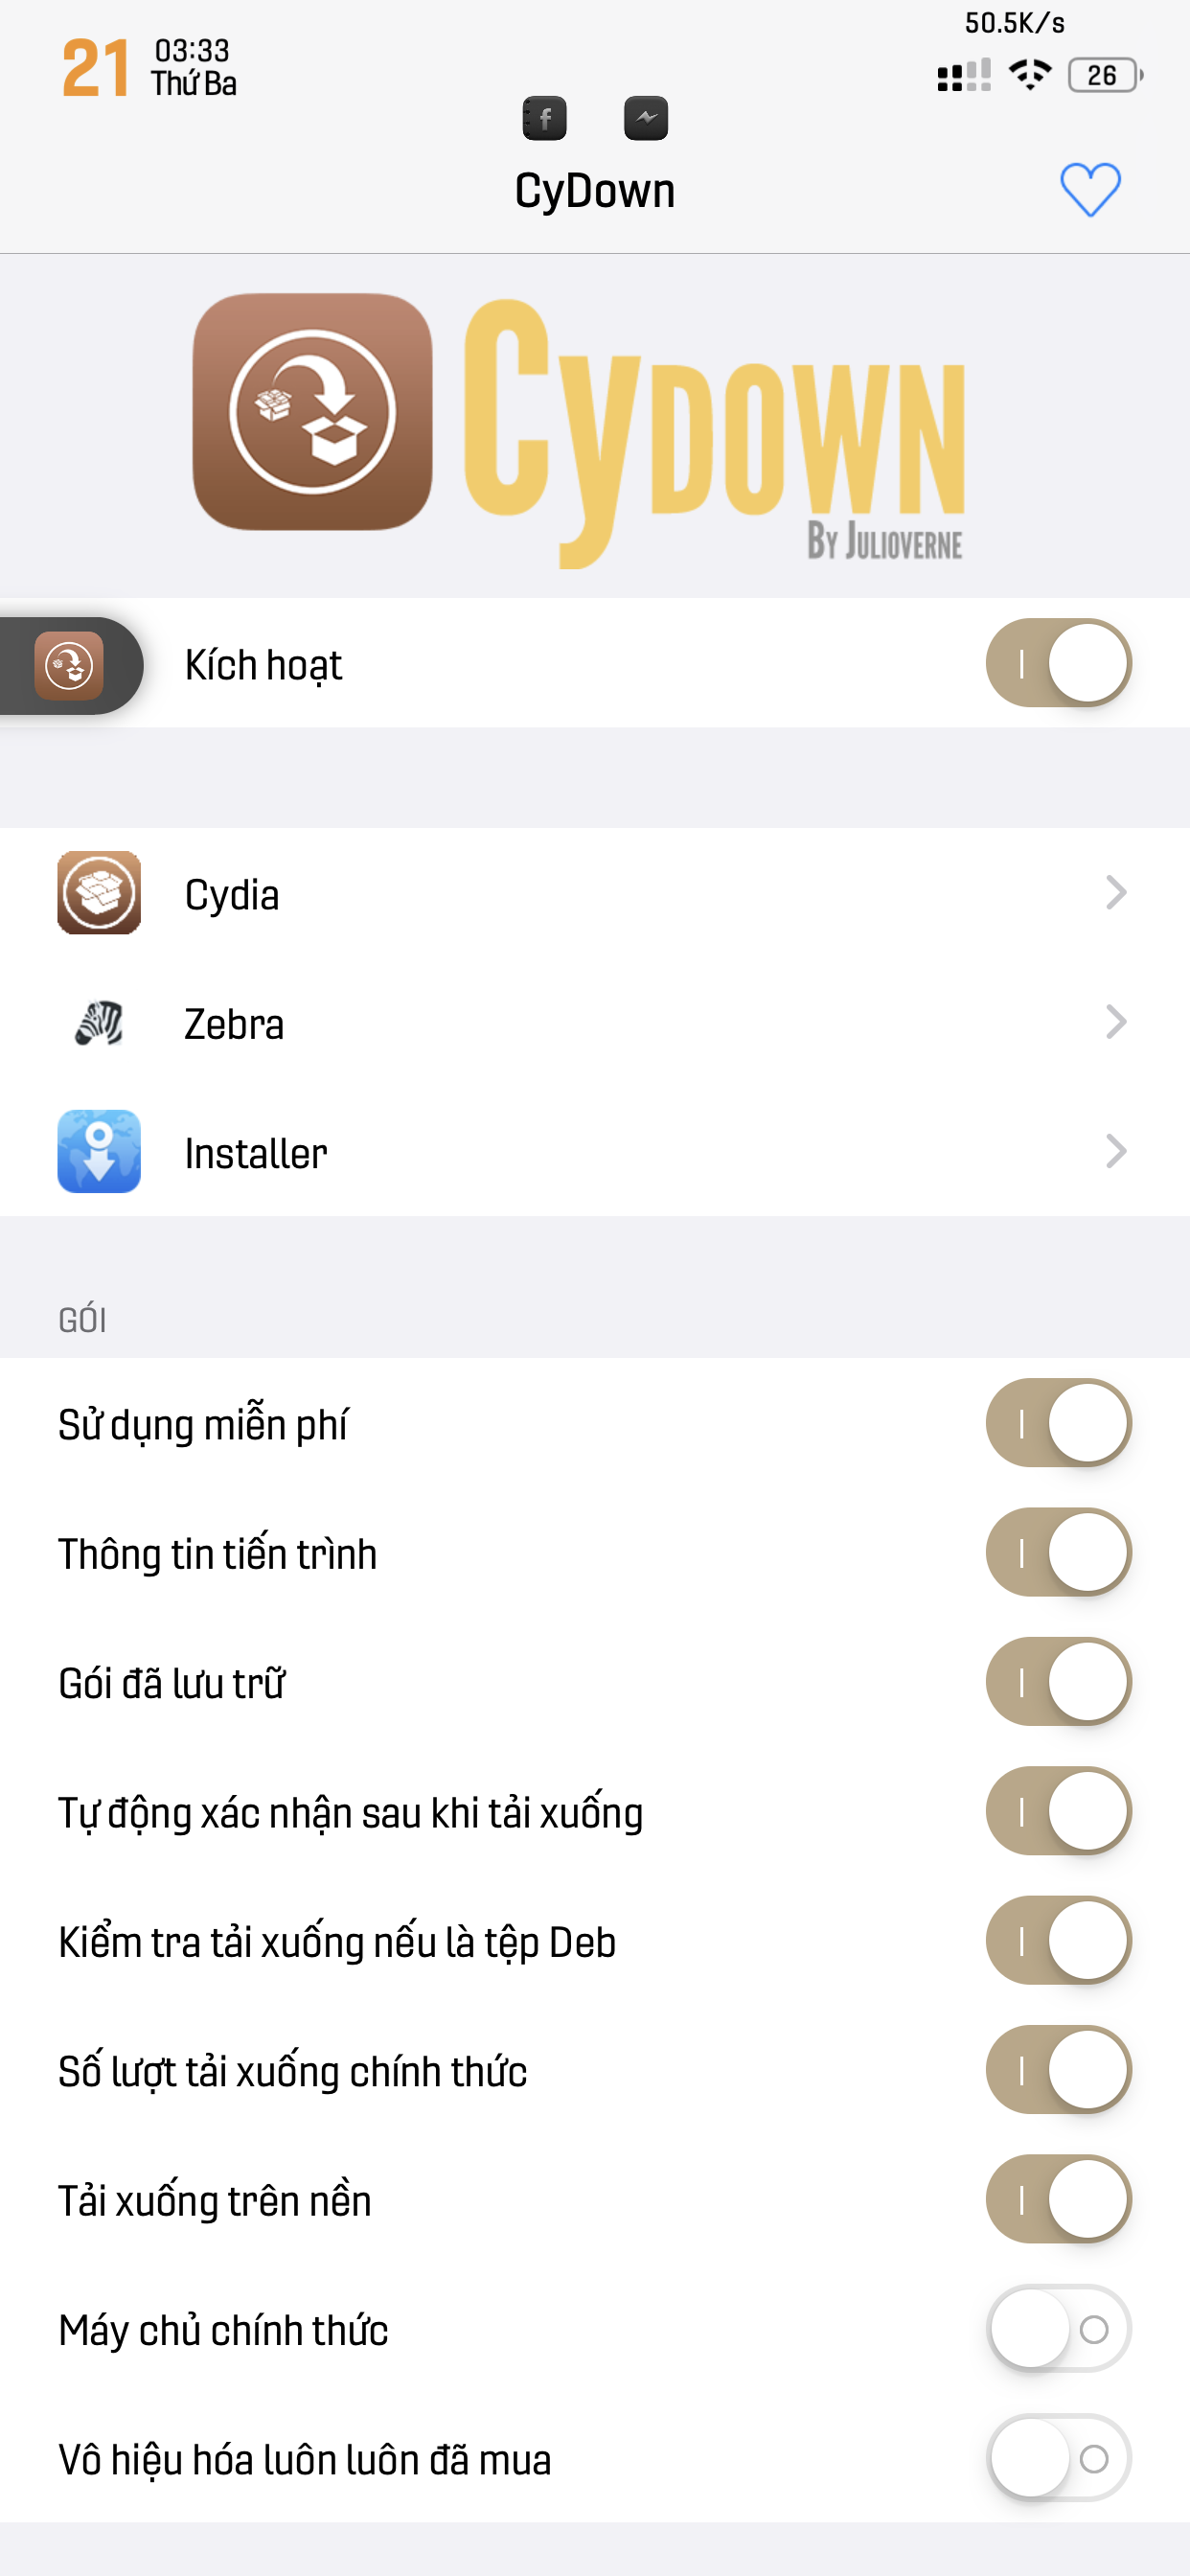 50.5K/s
21 03:33
Thứ Ba
26
CyDown
CYDOWN
BY JULIOVERNE
Kích hoạt
Cydia
Zebra
Installer
GÓI
Sử dụng miễn phí
Thông tin tiến trình
Gói đã lưu trữ
Tự động xác nhận sau khi tải xuống
Kiểm tra tải xuống nếu là tệp Deb
Số lượt tải xuống chính thức
Tải xuống trên nền
Máy chủ chính thức
Vô hiệu hóa luôn luôn đã mua